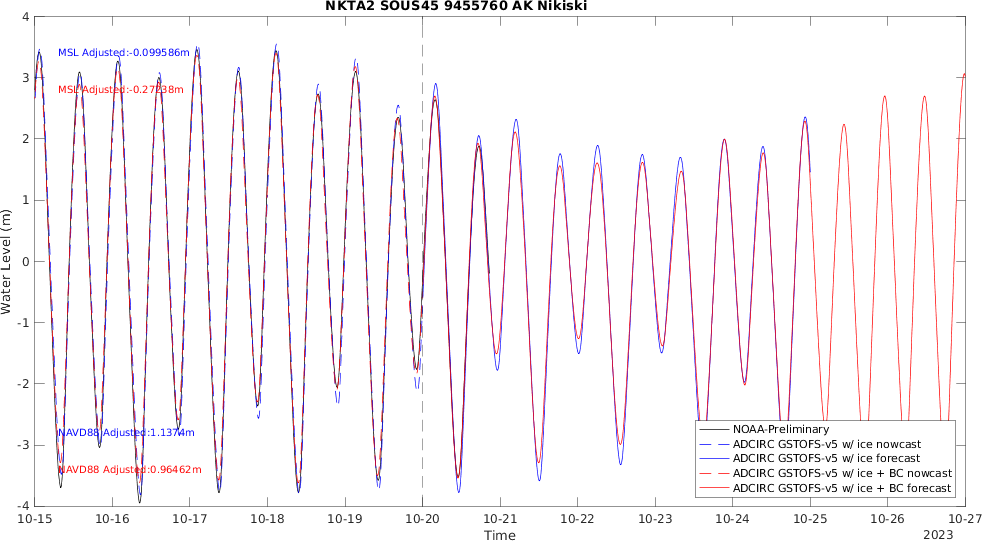 NKTA2 SOUS45 9455760 AK Nikiski
4
3
2
1
0
-1
-2
-3
-4
Water Level (m)
MSL Adjusted:-0.099586m
MSL Adjusted:-0.27238m
NAVD88 Adjusted:1.1374m
NAVD88 Adjusted:0.96462m
NOAA-Preliminary
ADCIRC GSTOFS-v5 w/ ice nowcast
ADCIRC GSTOFS-v5 w/ ice forecast
ADCIRC GSTOFS-v5 w/ ice + BC nowcast
ADCIRC GSTOFS-v5 w/ ice + BC forecast
10-15 10-16 10-17 10-18 10-19 10-20 10-21 10-22 10-23 10-24 10-25 10-26 10-27
Time 2023